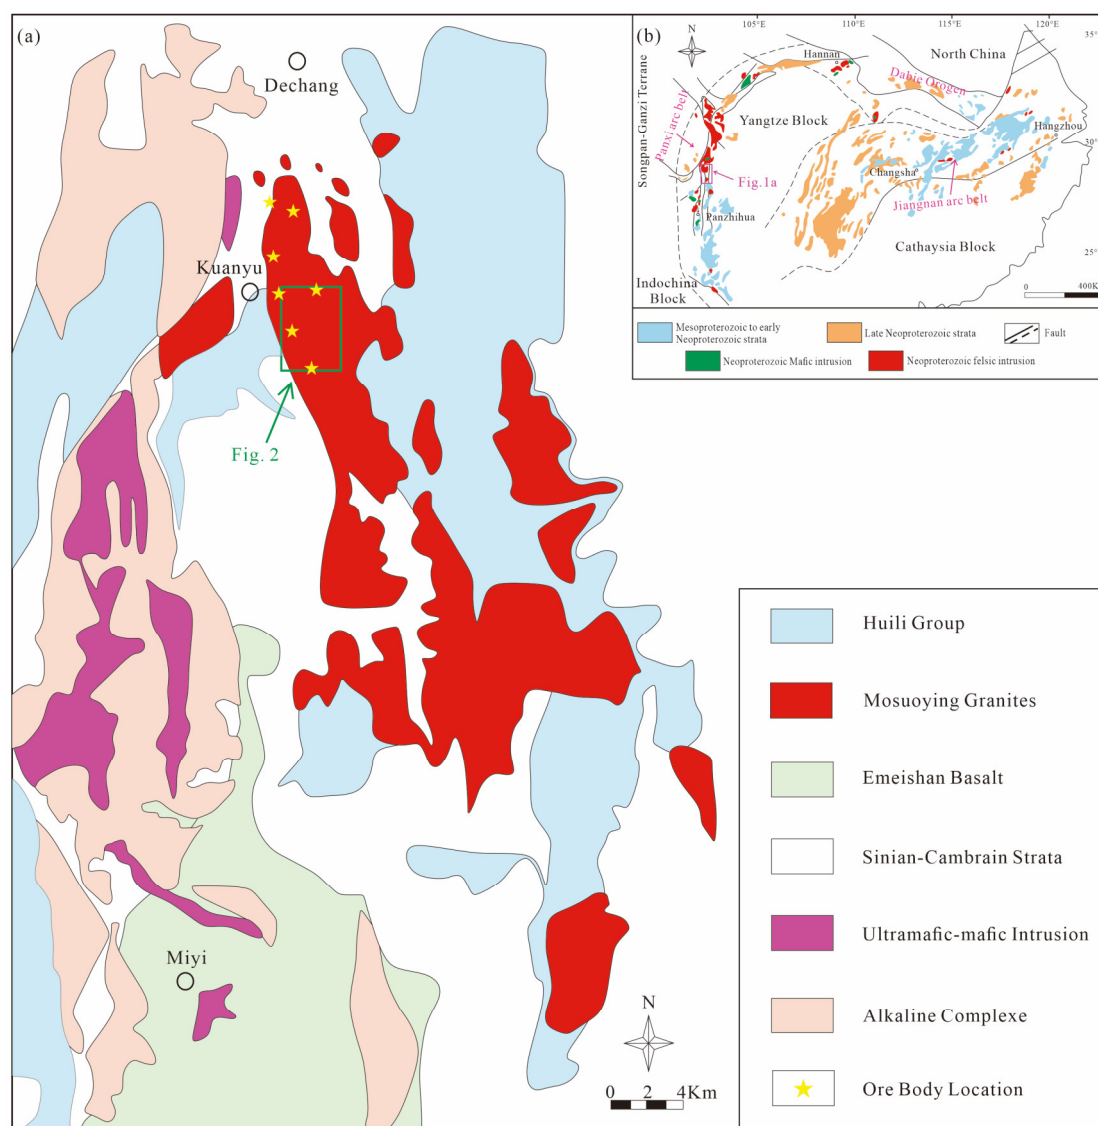 (a)
Dechang
Kuanyu
Fig. 2
Miyi
N
0 2 4Km
(b)
105°E
110°E
115°E
120°E
35°
N
Hannan
North China
Dabie Orogen
Songpan-Ganzi Terrane
Panxi arc belt
Yangtze Block
Hangzhou
30°
Fig.1a
Changsha
Jiangnan arc belt
Panzhihua
Cathaysia Block
25°
Indochina
Block
0 400K
Mesoproterozoic to early
Neoproterozoic strata
Late Neoproterozoic strata
Fault
Neoproterozoic Mafic intrusion
Neoproterozoic felsic intrusion
Huili Group
Mosuoying Granites
Emeishan Basalt
Sinian-Cambrain Strata
Ultramafic-mafic Intrusion
Alkaline Complexe
Ore Body Location